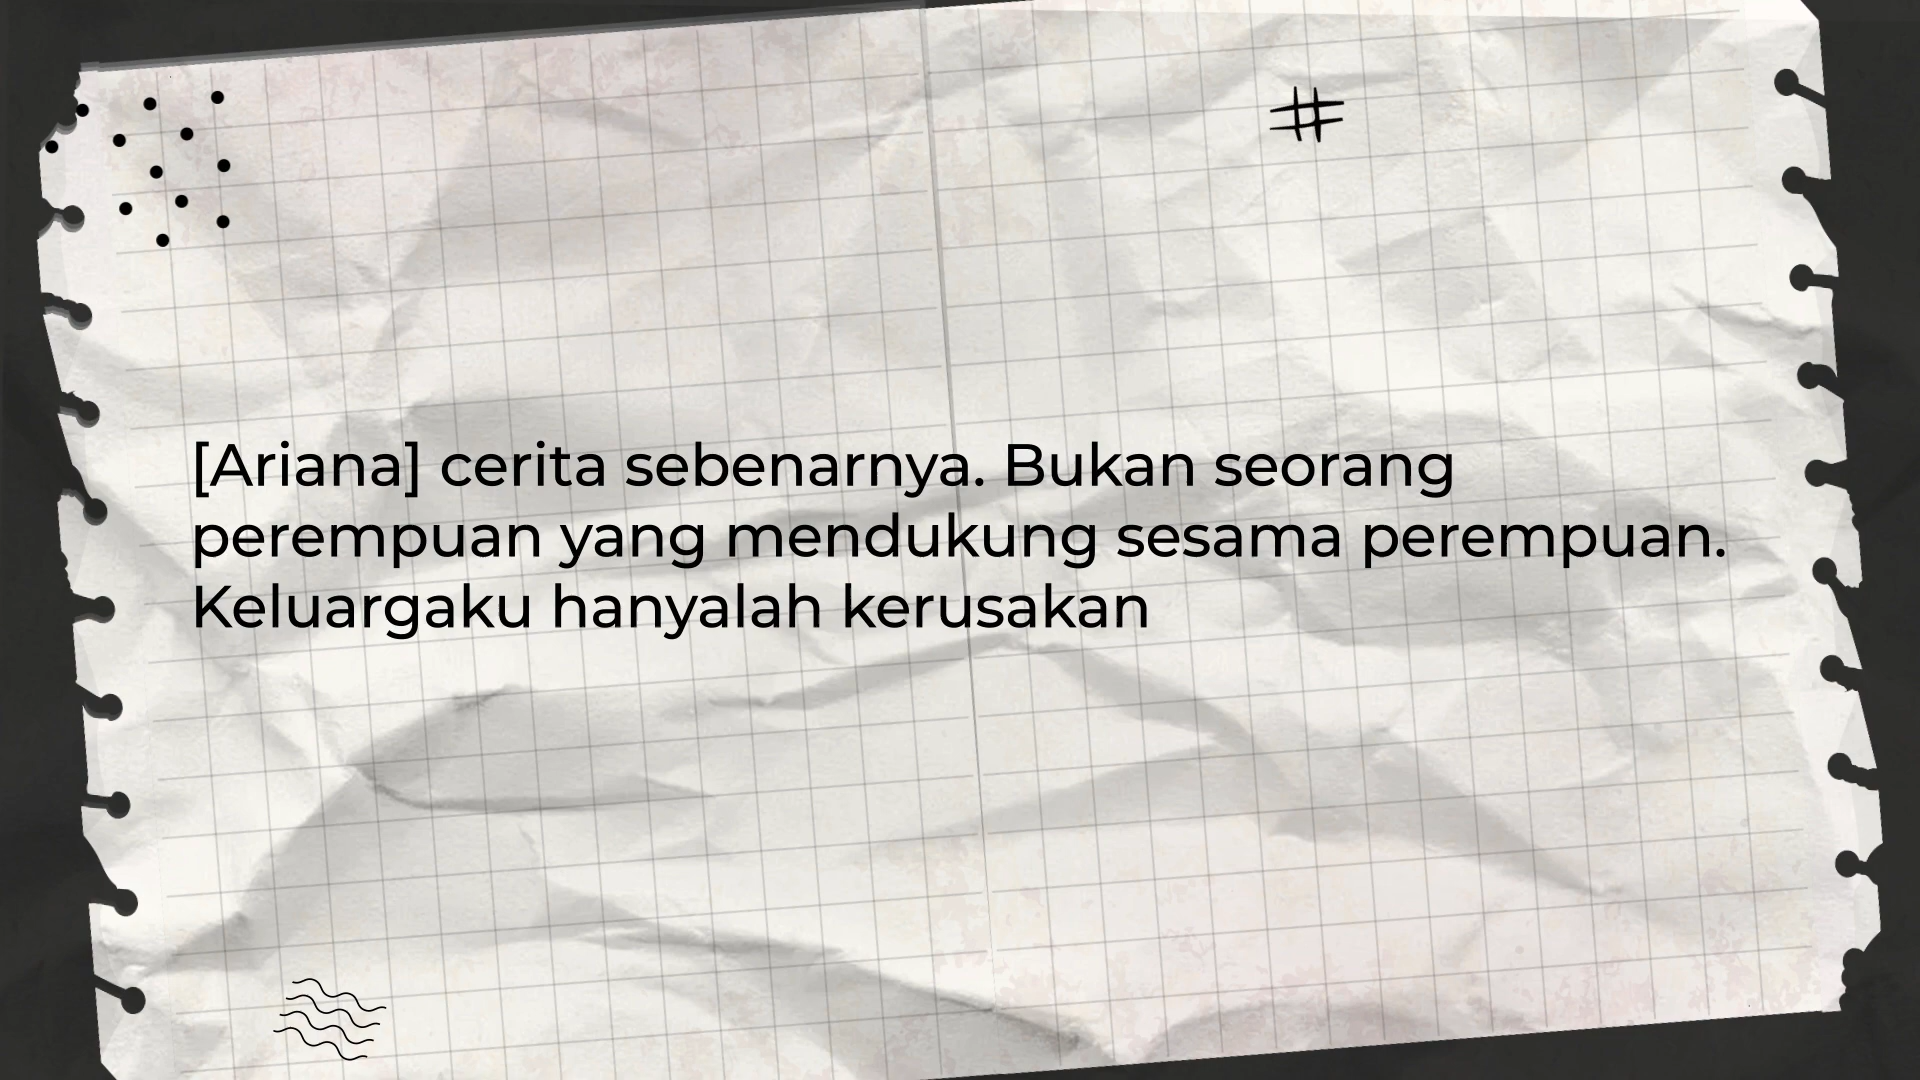 [Ariana] cerita sebenarnya. Bukan seorang
perempuan yang mendukung sesama perempuan.
Keluargaku hanyalah kerusakan